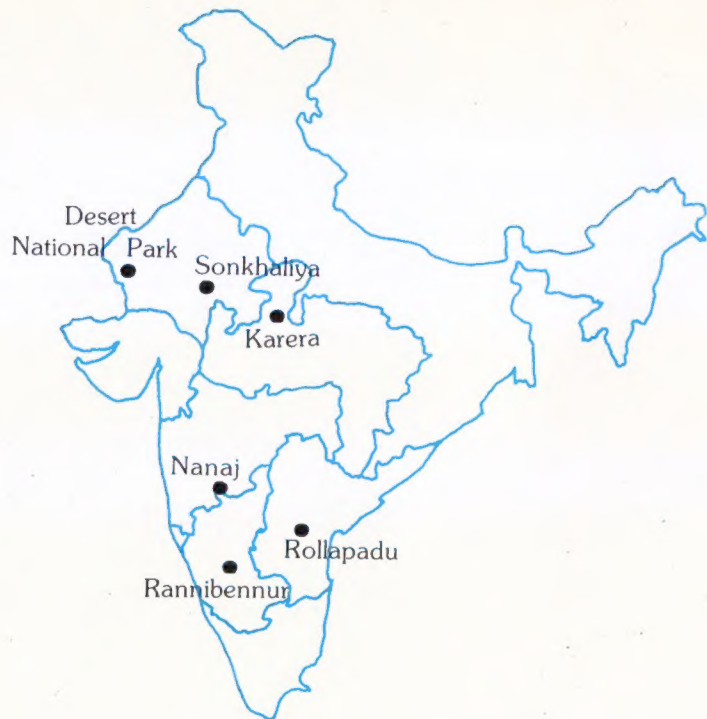 Desert
National Park
Sonkhaliya
Karera
Nanaj
Rollapadu
Rannibennur